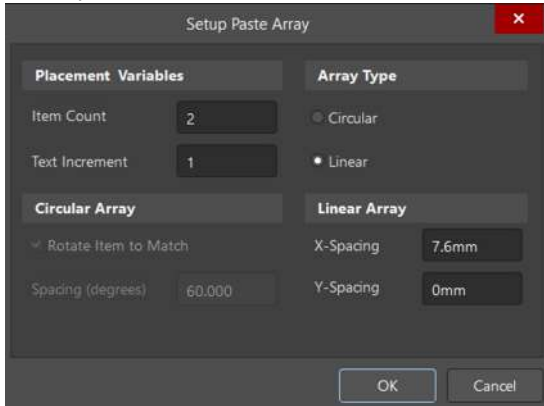 Setup Paste Array
Placement Variables
Item Count 2
Text Increment 1
Array Type
Circular
Linear
Circular Array
Rotate Item to Match
Spacing (degrees) 60.000
Linear Array
X-Spacing 7.6mm
Y-Spacing 0mm
OK Cancel